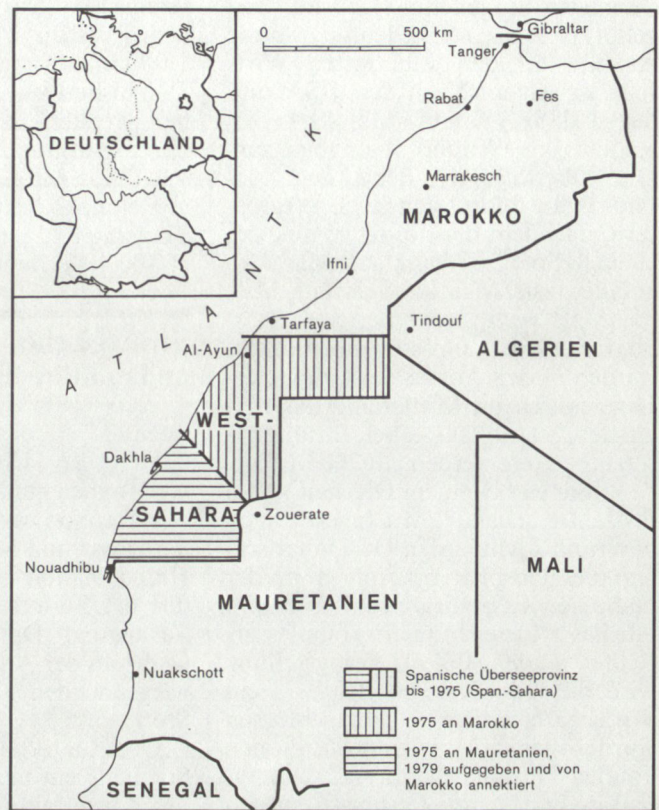 0 500 km
Gibraltar
Tanger
Rabat
Fes
DEUTSCHLAND
Marrakesch
MAROKKO
ATLANTIK
Ifni
Tarfaya
Tindouf
Al-Ayun
ALGERIEN
WEST-
Dakhla
SAHARA
Zouerate
Nouadhibu
MALI
MAURETANIEN
Nuakschott
SENEGAL
Spanische Überseeprovinz
bis 1975 (Span.-Sahara)
1975 an Marokko
1975 an Mauretanien,
1979 aufgegeben und von
Marokko annektiert